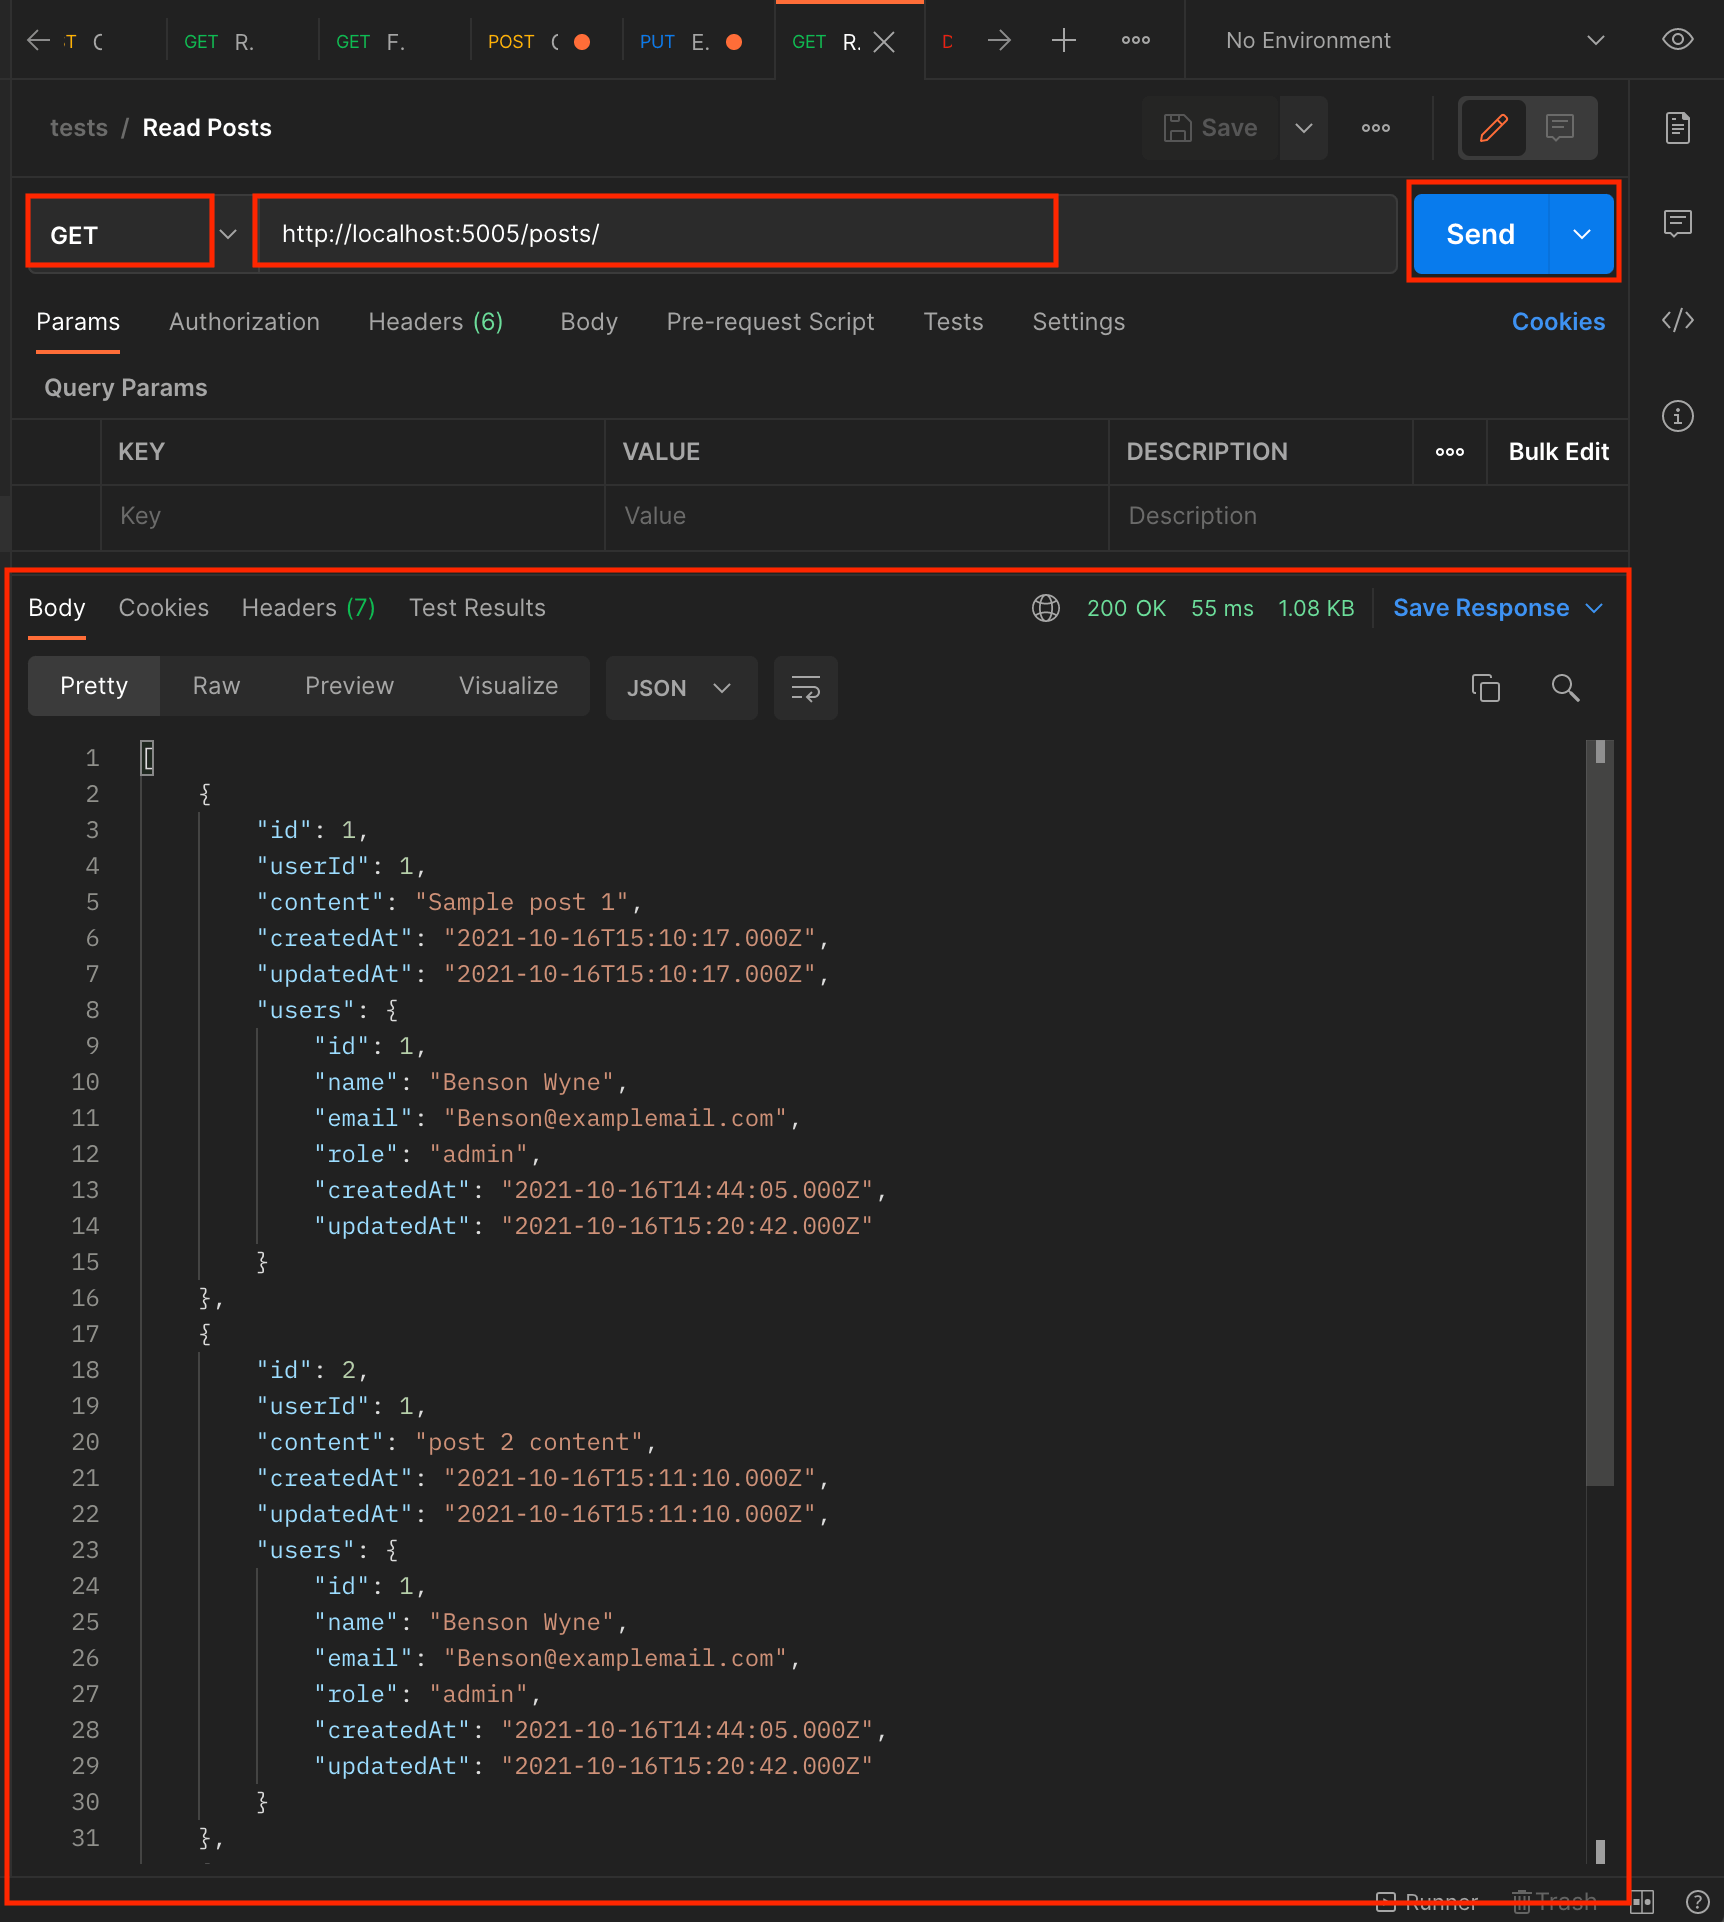 GET R. GET F. POST PUT E. GET R. No Environment
tests / Read Posts Save
GET http://localhost:5005/posts/ Send
Params Authorization Headers (6) Body Pre-request Script Tests Settings Cookies
Query Params
KEY VALUE DESCRIPTION Bulk Edit
Key Value Description
Body Cookies Headers (7) Test Results 200 OK 55 ms 1.08 KB Save Response
Pretty Raw Preview Visualize JSON
1 [
2 {
3 "id": 1,
4 "userId": 1,
5 "content": "Sample post 1",
6 "createdAt": "2021-10-16T15:10:17.000Z",
7 "updatedAt": "2021-10-16T15:10:17.000Z",
8 "users": {
9 "id": 1,
10 "name": "Benson Wyne",
11 "email": "Benson@examplemail.com",
12 "role": "admin",
13 "createdAt": "2021-10-16T14:44:05.000Z",
14 "updatedAt": "2021-10-16T15:20:42.000Z"
15 }
16 },
17 {
18 "id": 2,
19 "userId": 1,
20 "content": "post 2 content",
21 "createdAt": "2021-10-16T15:11:10.000Z",
22 "updatedAt": "2021-10-16T15:11:10.000Z",
23 "users": {
24 "id": 1,
25 "name": "Benson Wyne",
26 "email": "Benson@examplemail.com",
27 "role": "admin",
28 "createdAt": "2021-10-16T14:44:05.000Z",
29 "updatedAt": "2021-10-16T15:20:42.000Z"
30 }
31 },
Runner Trash